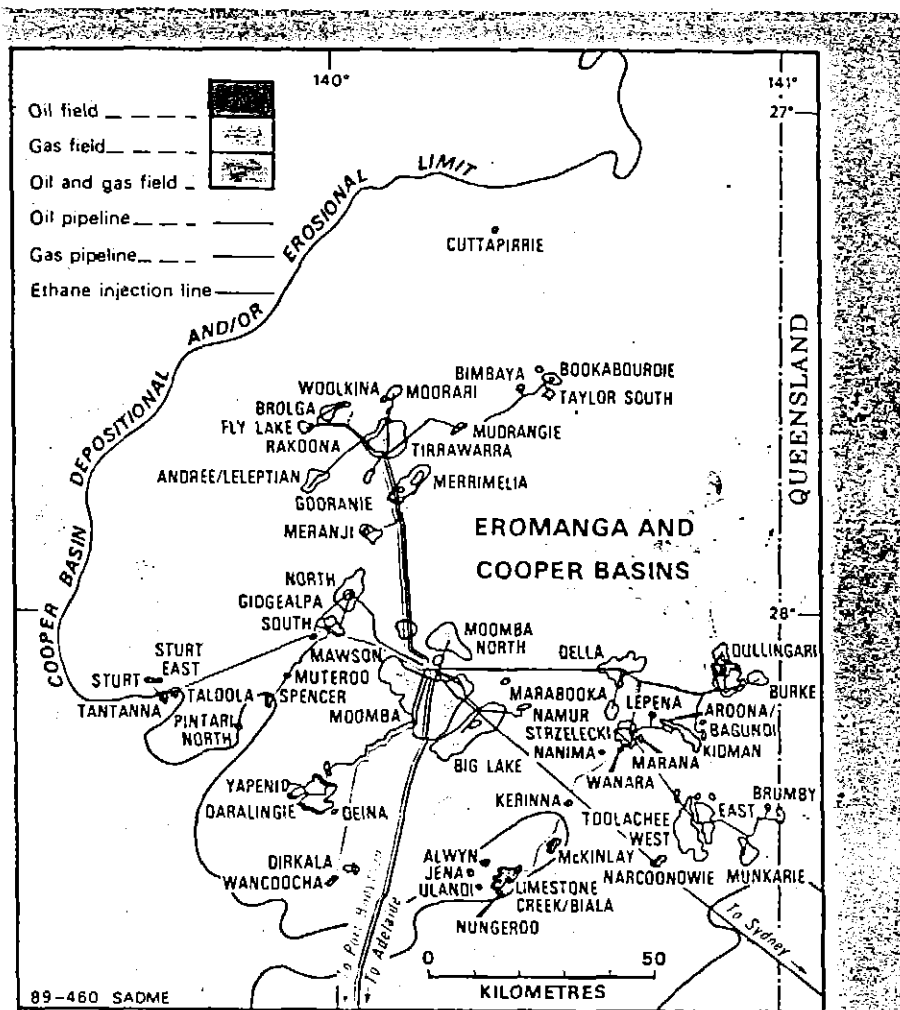 140°
141°
27°
Oil field
Gas field
Oil and gas field
Oil pipeline
Gas pipeline
Ethane injection line
COOPER BASIN DEPOSITIONAL AND/OR EROSIONAL LIMIT
CUTTAPIRRIE
QUEENSLAND
BIMBAYA
BOOKABOURDIE
WOOLKINA
MOORARI
TAYLOR SOUTH
BROLGA
FLY LAKE
MUDRANGIE
RAKOONA
TIRRAWARRA
ANDREE/LELEPTIAN
MERRIMELIA
GOORANIE
MERANJI
EROMANGA AND
COOPER BASINS
NORTH
GIDGEALPA
SOUTH
28°
MOOMBA
NORTH
DELLA
DULLINGARI
STURT
EAST
STURT
MAWSON
MUTEROO
BURKE
TANTANNA
TALOOLA
SPENCER
MARABOOKA
LEPENA
AROONA/
BAGUNDI
KIDMAN
PINTARI
NORTH
MOOMBA
NAMUR
STRZELECKI
NANIMA
MARANA
WANARA
BIG LAKE
YAPENID
DARALINGIE
DEINA
KERINNA
TOOLACHEE
WEST
EAST
BRUMBY
DIRKALA
WANCOOCHA
ALWYN
JENA
ULANDI
McKINLAY
NARCOONOWIE
MUNKARIE
LIMESTONE
CREEK/BIALA
NUNGEROO
To Adelaide
To Sydney
0
50
KILOMETRES
89-460 SADME